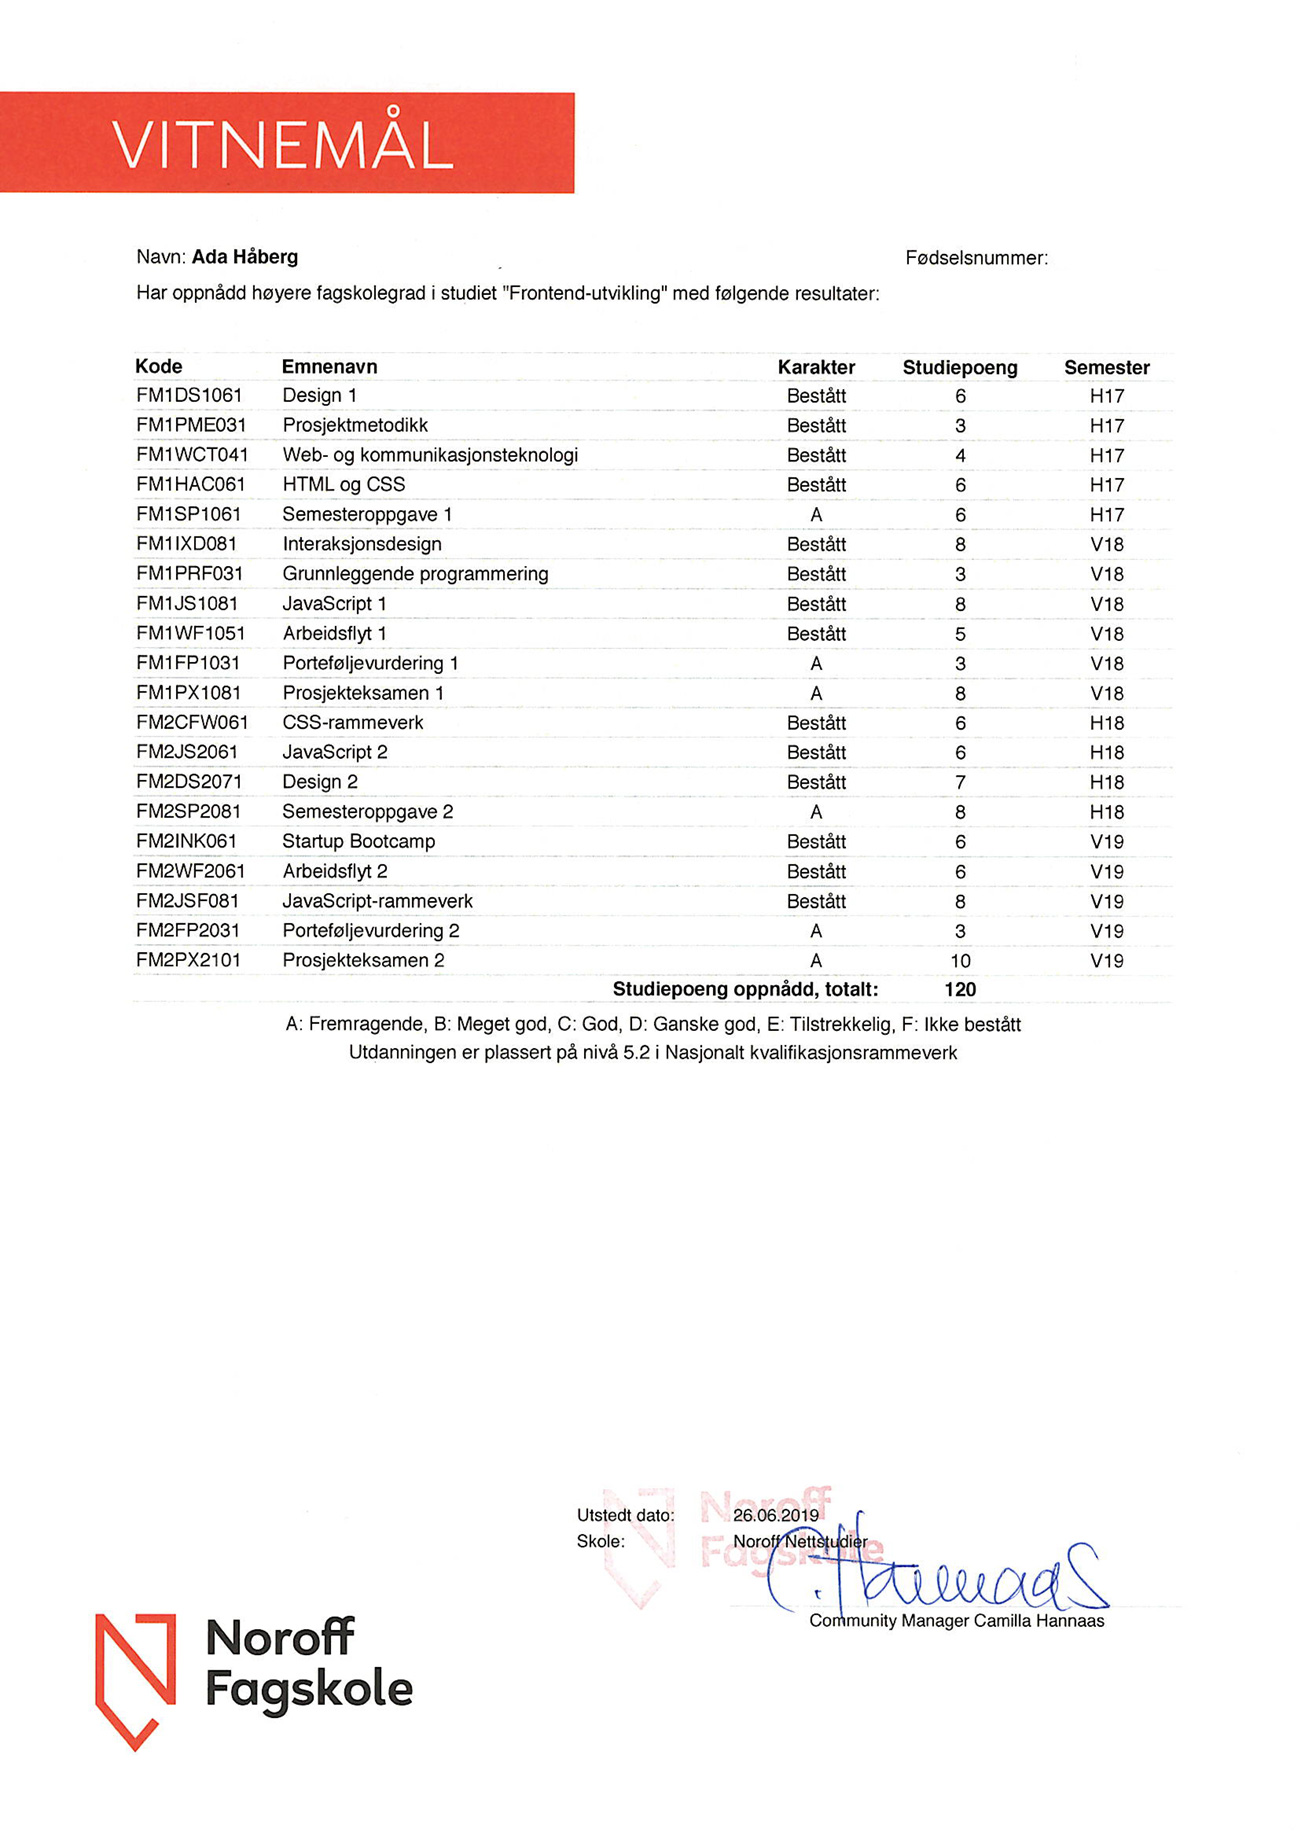 VITNEMÅL
Navn: Ada Håberg Fødselsnummer:
Har oppnådd høyere fagskolegrad i studiet "Frontend-utvikling" med følgende resultater:
Kode Emnenavn Karakter Studiepoeng Semester
FM1DS1061 Design 1 Bestått 6 H17
FM1PME031 Prosjektmetodikk Bestått 3 H17
FM1WCT041 Web- og kommunikasjonsteknologi Bestått 4 H17
FM1HAC061 HTML og CSS Bestått 6 H17
FM1SP1061 Semesteroppgave 1 A 6 H17
FM1IXD081 Interaksjonsdesign Bestått 8 V18
FM1PRF031 Grunnleggende programmering Bestått 3 V18
FM1JS1081 JavaScript 1 Bestått 8 V18
FM1WF1051 Arbeidsflyt 1 Bestått 5 V18
FM1FP1031 Porteføljevurdering 1 A 3 V18
FM1PX1081 Prosjekteksamen 1 A 8 V18
FM2CFW061 CSS-rammeverk Bestått 6 H18
FM2JS2061 JavaScript 2 Bestått 6 H18
FM2DS2071 Design 2 Bestått 7 H18
FM2SP2081 Semesteroppgave 2 A 8 H18
FM2INK061 Startup Bootcamp Bestått 6 V19
FM2WF2061 Arbeidsflyt 2 Bestått 6 V19
FM2JSF081 JavaScript-rammeverk Bestått 8 V19
FM2FP2031 Porteføljevurdering 2 A 3 V19
FM2PX2101 Prosjekteksamen 2 A 10 V19
Studiepoeng oppnådd, totalt: 120
A: Fremragende, B: Meget god, C: God, D: Ganske god, E: Tilstrekkelig, F: Ikke bestått
Utdanningen er plassert på nivå 5.2 i Nasjonalt kvalifikasjonsrammeverk
Noroff
Fagskole
Utstedt dato: 26.06.2019
Skole: Noroff Nettstudier
C. Hannaas
Community Manager Camilla Hannaas
Noroff
Fagskole